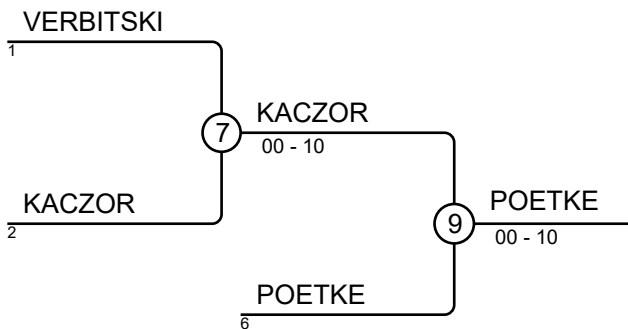 VERBITSKI
1
7
KACZOR
00 - 10
KACZOR
2
9
POETKE
00 - 10
POETKE
6